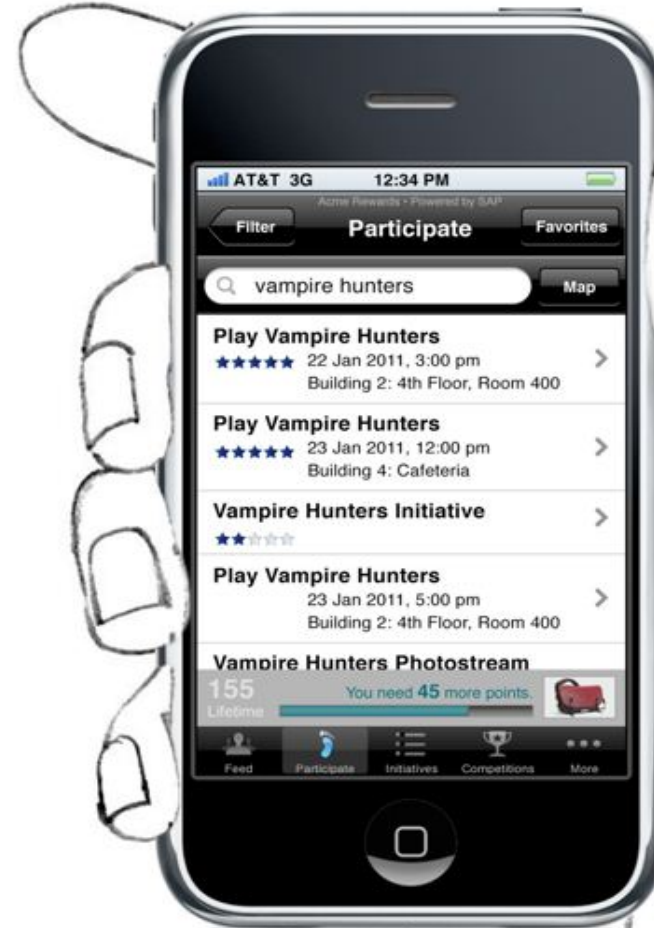 AT&T 3G 12:34 PM
Acme Rewards • Powered by SAP
Filter Participate Favorites
vampire hunters Map
Play Vampire Hunters
22 Jan 2011, 3:00 pm
Building 2: 4th Floor, Room 400
Play Vampire Hunters
23 Jan 2011, 12:00 pm
Building 4: Cafeteria
Vampire Hunters Initiative
Play Vampire Hunters
23 Jan 2011, 5:00 pm
Building 2: 4th Floor, Room 400
Vampire Hunters Photostream
155 You need 45 more points.
Lifetime
Feed Participate Initiatives Competitions More